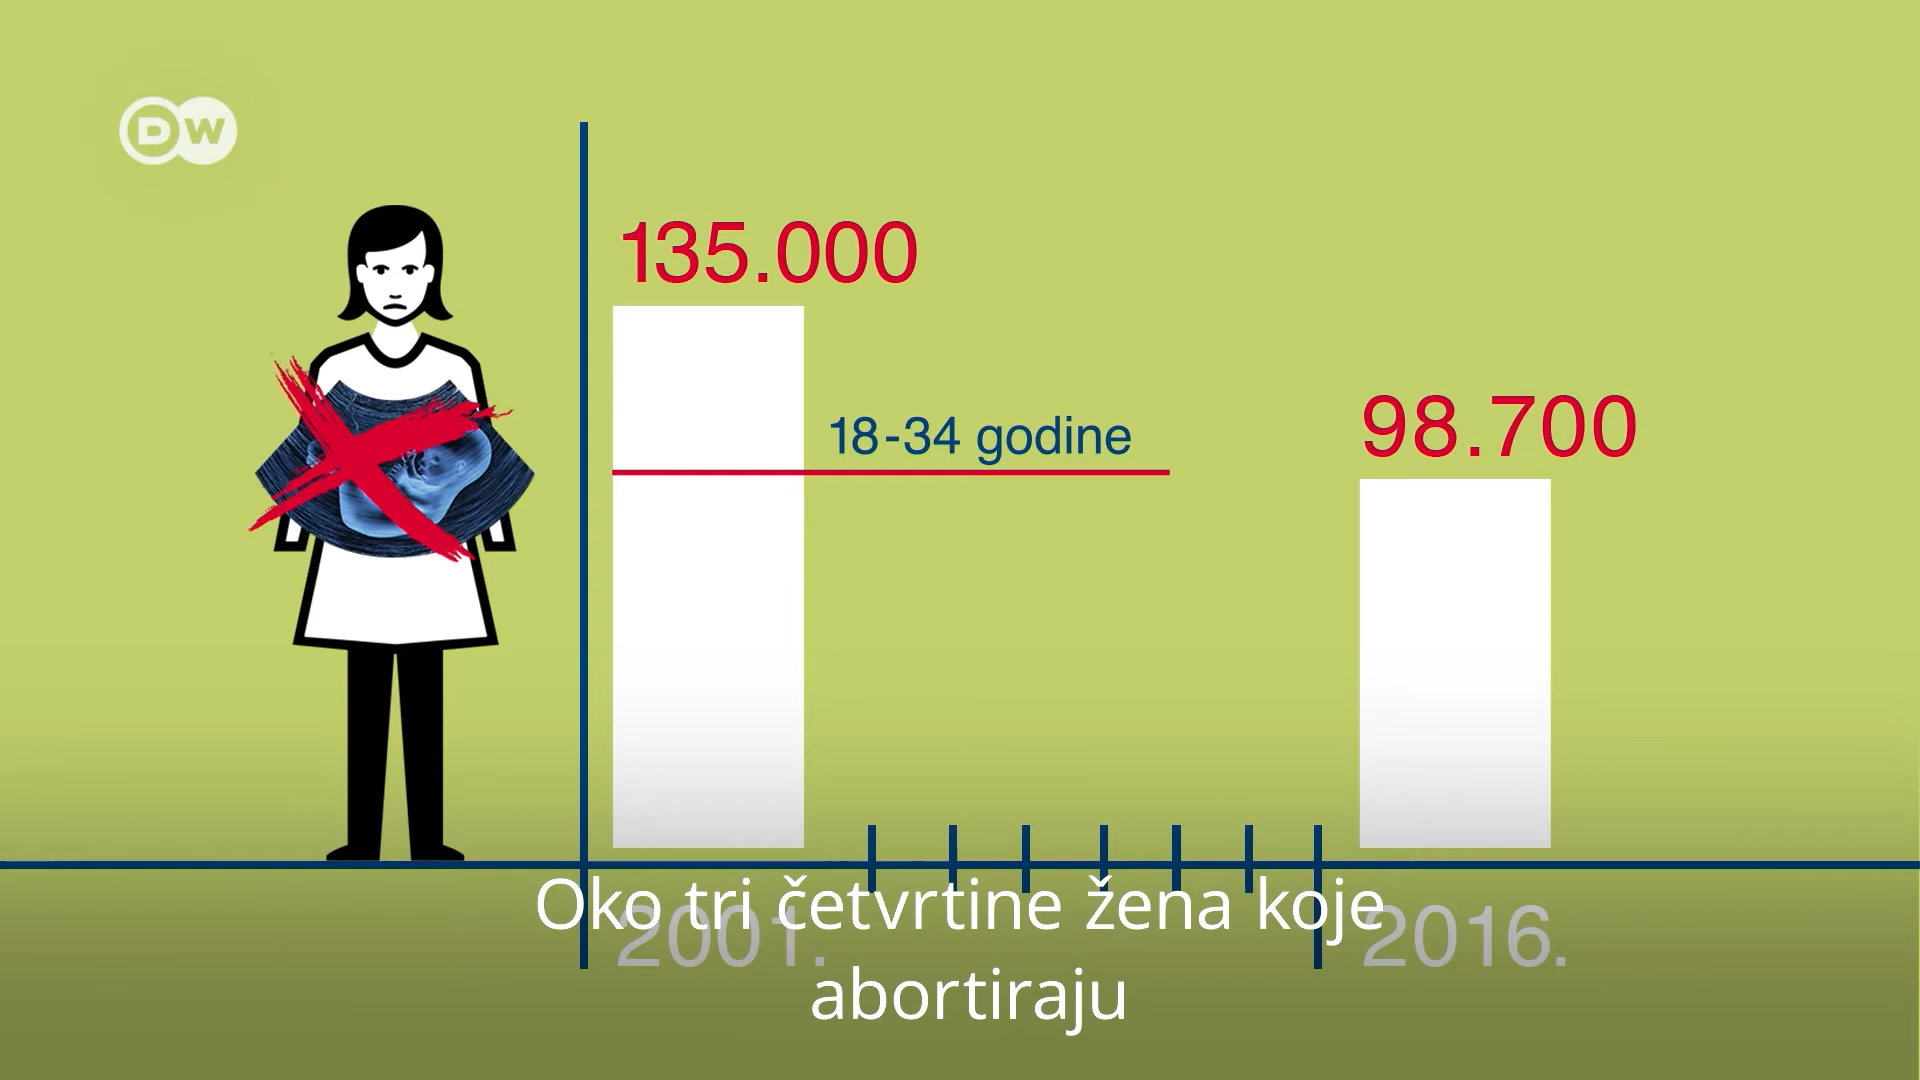 DW
135.000
18-34 godine
98.700
2001.
2016.
Oko tri četvrtine žena koje
abortiraju